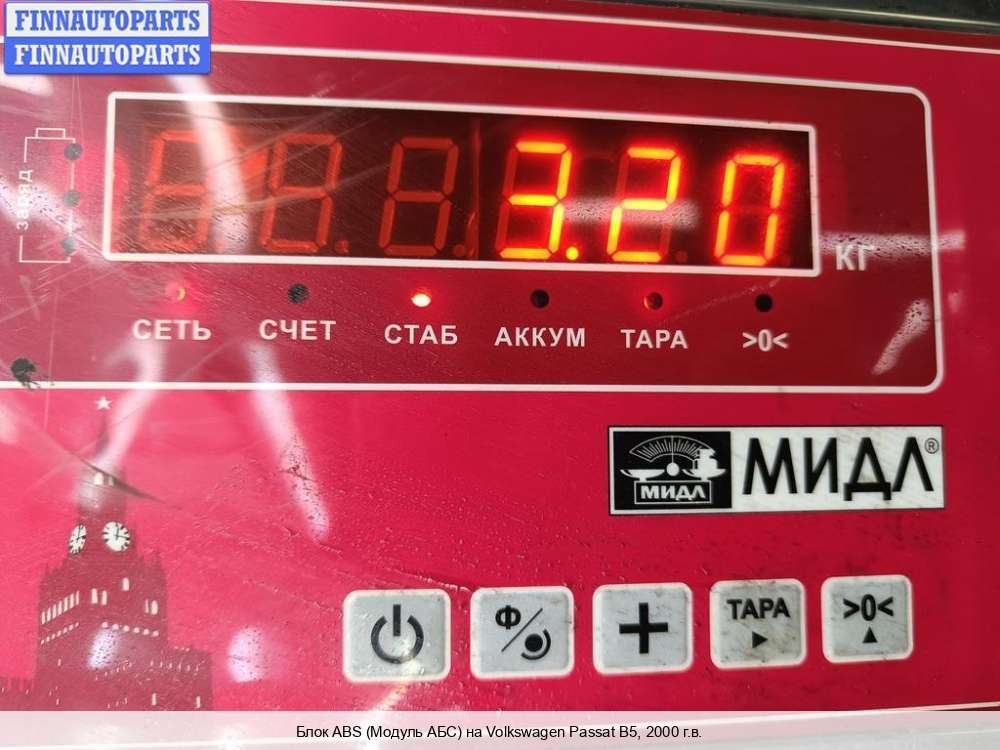 FINNAUTOPARTS
FINNAUTOPARTS
заряд
3.20
КГ
СЕТЬ СЧЕТ СТАБ АККУМ ТАРА >0<
МИДЛ МИДЛ®
Ф/ + ТАРА >0<
Блок ABS (Модуль АБС) на Volkswagen Passat B5, 2000 г.в.